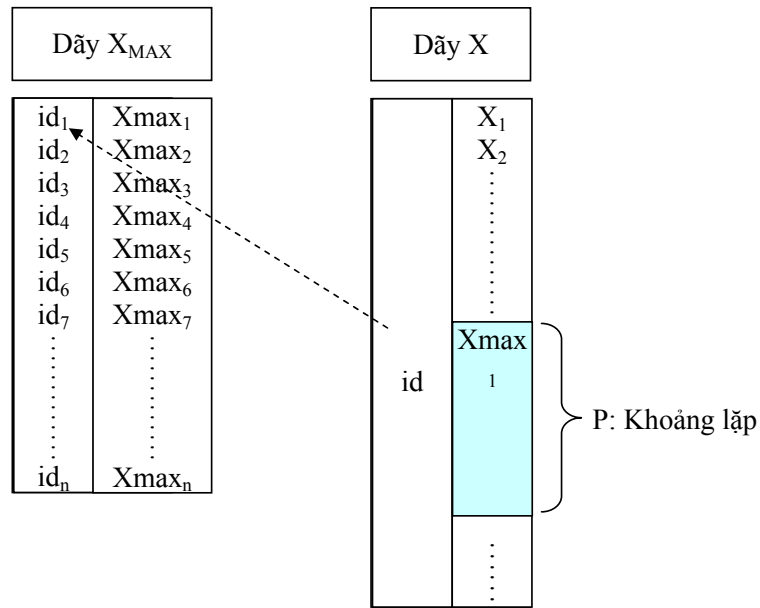 Dãy X_MAX
id₁ Xmax₁
id₂ Xmax₂
id₃ Xmax₃
id₄ Xmax₄
id₅ Xmax₅
id₆ Xmax₆
id₇ Xmax₇
idₙ Xmaxₙ
Dãy X
X₁
X₂
Xmax
id 1
P: Khoảng lặp